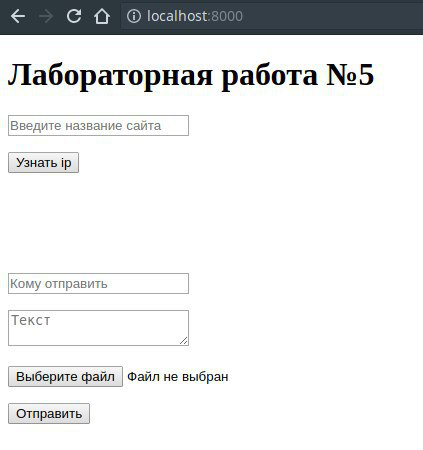 localhost:8000
Лабораторная работа №5
Введите название сайта
Узнать ip
Кому отправить
Текст
Выберите файл Файл не выбран
Отправить